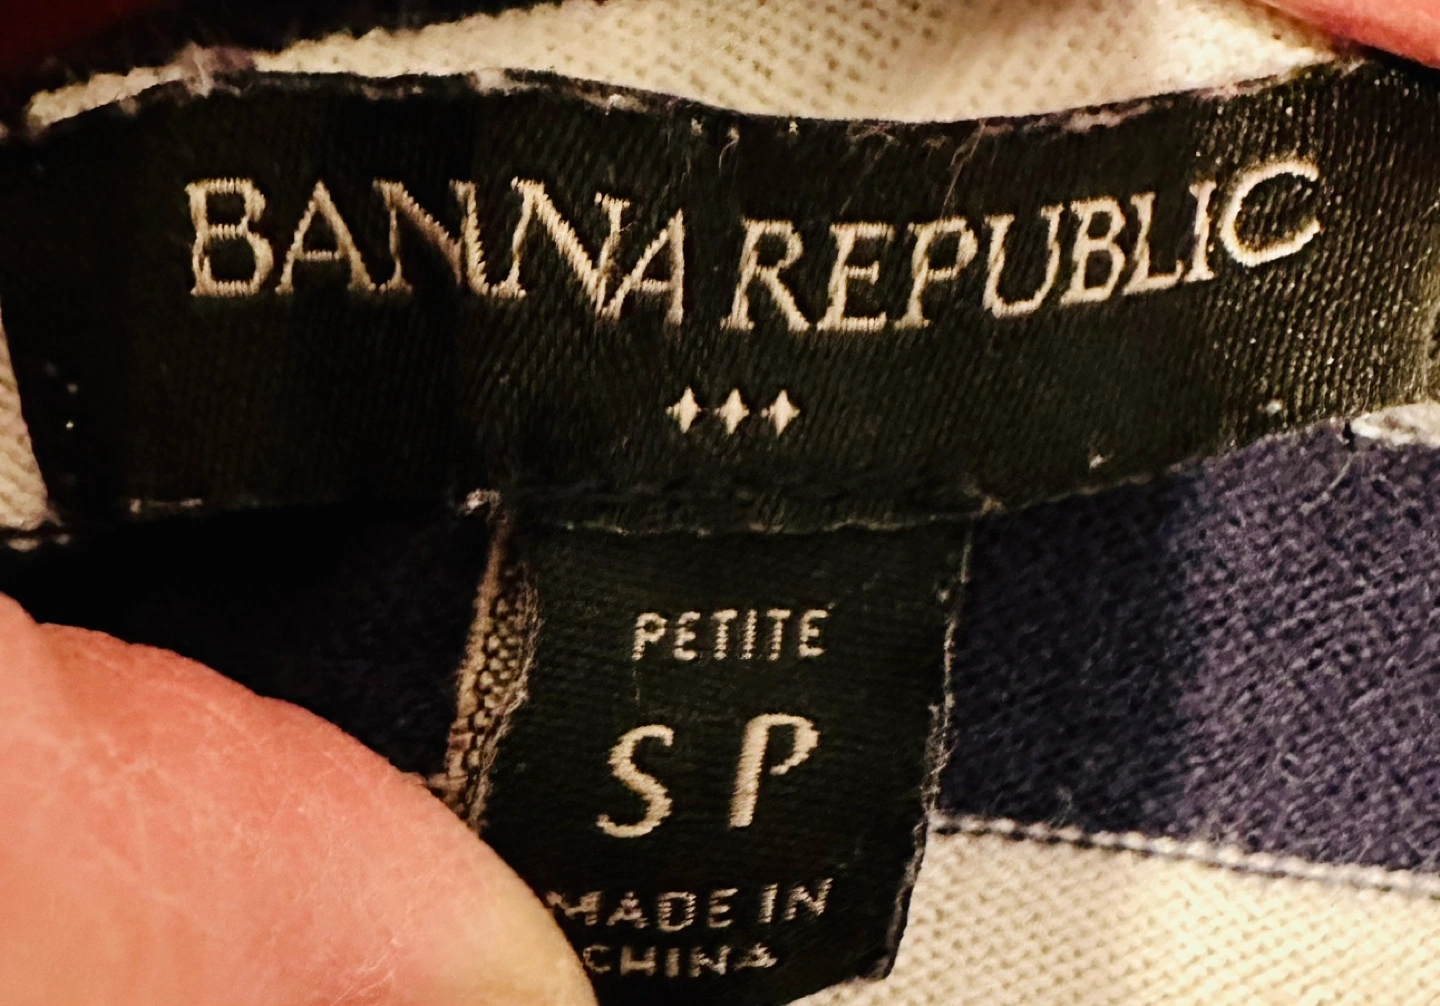 BANNA REPUBLIC
PETITE
SP
MADE IN
CHINA